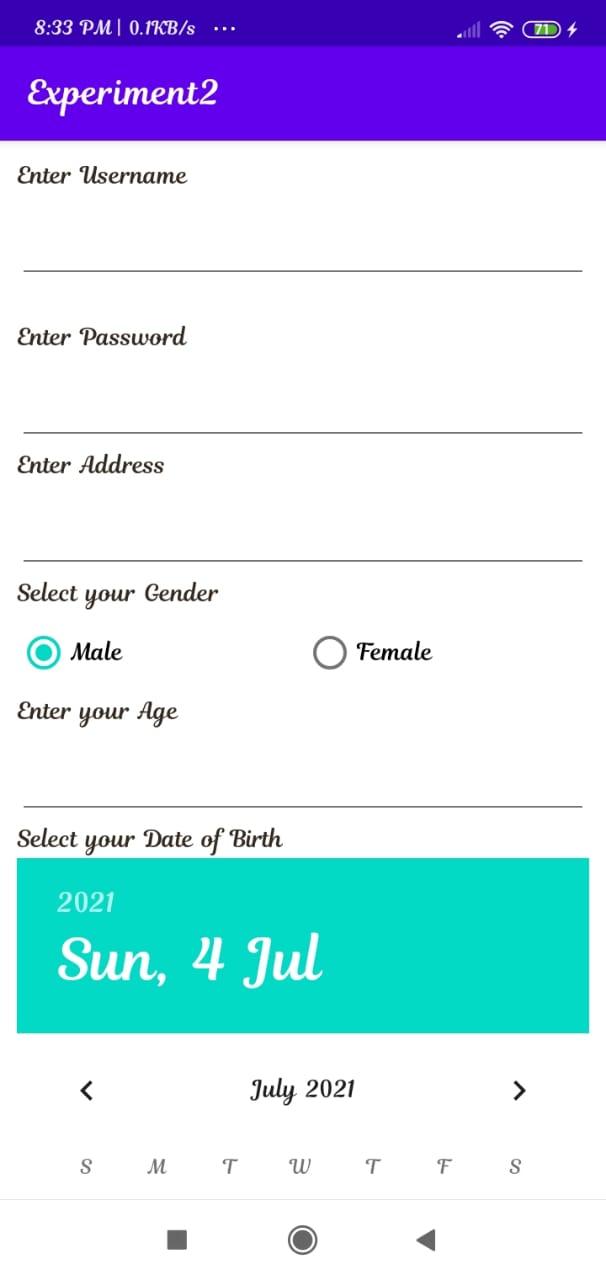 8:33 PM | 0.1KB/s ...
71
Experiment2
Enter Username
Enter Password
Enter Address
Select your Gender
Male Female
Enter your Age
Select your Date of Birth
2021
Sun, 4 Jul
July 2021
S M T W T F S